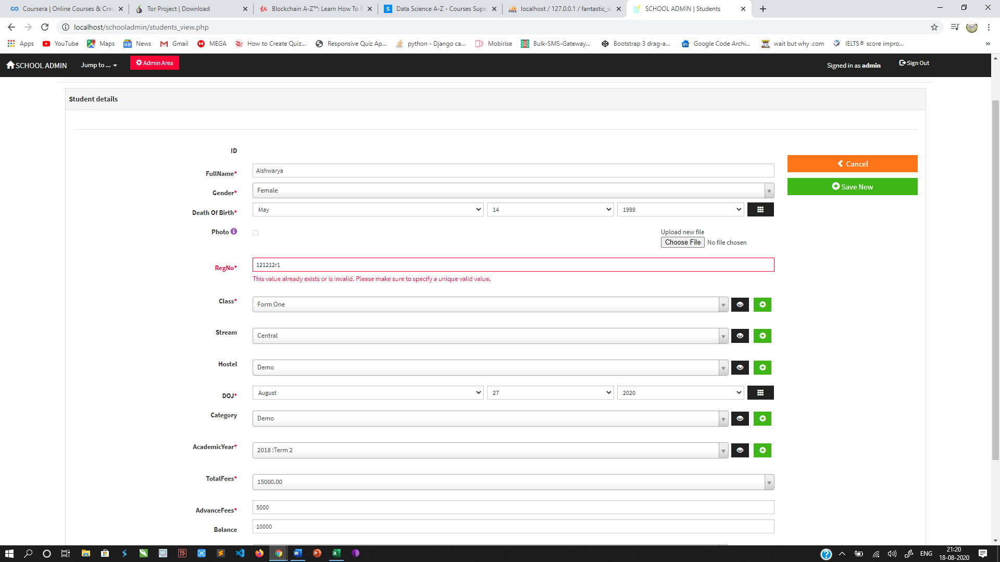 Coursera | Online Courses & Crec
Tor Project | Download
Blockchain A-Z™: Learn How To B
Data Science A-Z - Courses Supe
localhost / 127.0.0.1 / fantastic_sc
SCHOOL ADMIN | Students
localhost/schooladmin/students_view.php
Apps YouTube Maps News Gmail MEGA How to Create Quiz... Responsive Quiz Ap... python - Django ca... Mobirise Bulk-SMS-Gateway... Bootstrap 3 drag-a... Google Code Archi... wait but why .com IELTS® score impro... »
SCHOOL ADMIN Jump to ... Admin Area Signed in as admin Sign Out
Student details
ID
Cancel
FullName* Aishwarya
Save New
Gender* Female
Death Of Birth* May 14 1999
Photo
Upload new file
Choose File No file chosen
RegNo* 121212r1
This value already exists or is invalid. Please make sure to specify a unique valid value.
Class* Form One
Stream Central
Hostel Demo
DOJ* August 27 2020
Category Demo
AcademicYear* 2018 :Term 2
TotalFees* 15000.00
AdvanceFees* 5000
Balance 10000
ENG
21:20
18-08-2020